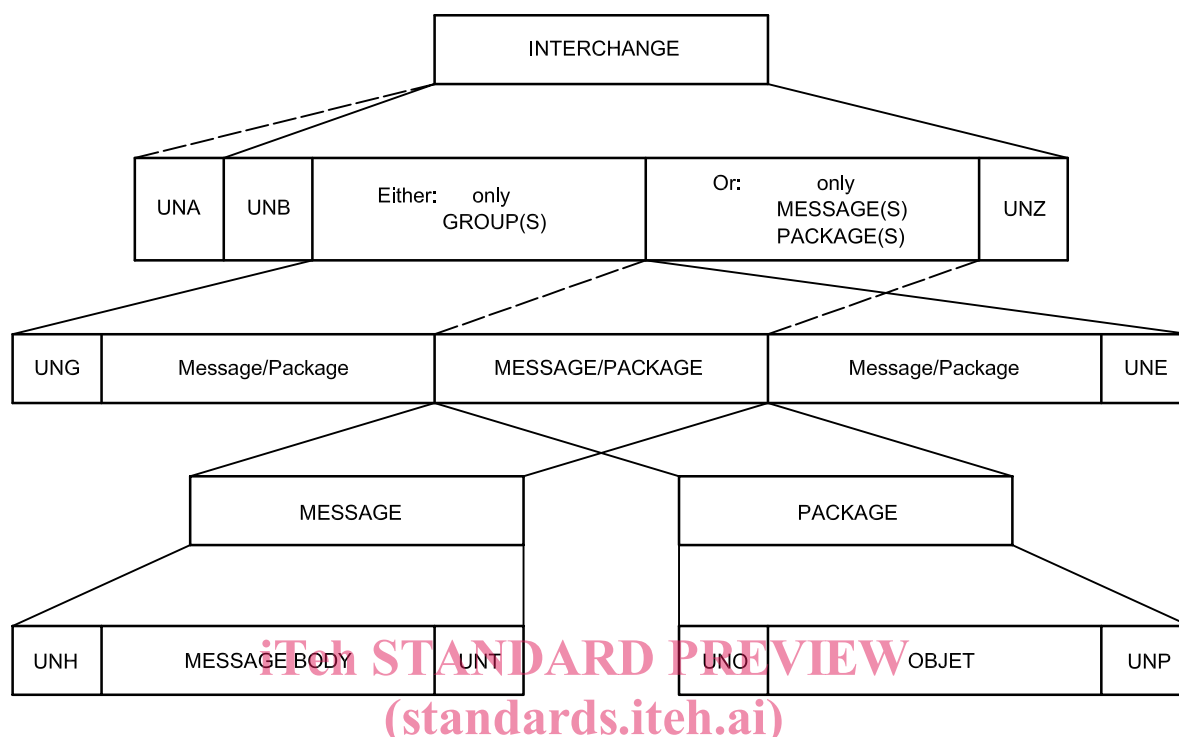 INTERCHANGE
UNA
UNB
Either: only
GROUP(S)
Or: only
MESSAGE(S)
PACKAGE(S)
UNZ
UNG
Message/Package
MESSAGE/PACKAGE
Message/Package
UNE
MESSAGE
PACKAGE
UNH
MESSAGE BODY
UNT
UNO
OBJET
UNP
iTeh STANDARD PREVIEW
(standards.iteh.ai)